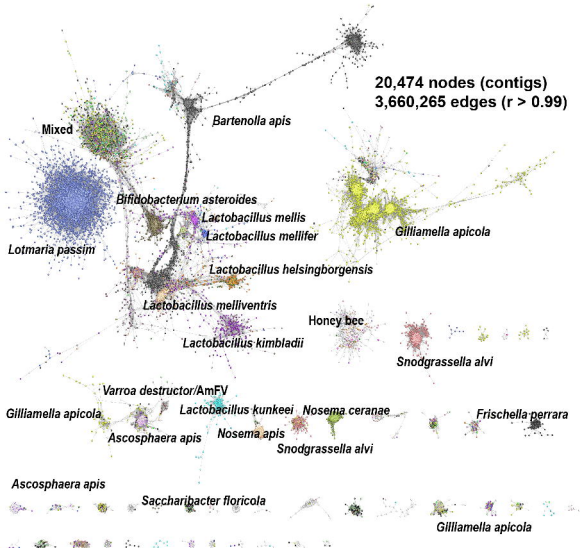 20,474 nodes (contigs)
3,660,265 edges (r > 0.99)
Bartenolla apis
Mixed
Bifidobacterium asteroides
Lactobacillus mellis
Lactobacillus mellifer
Gilliamella apicola
Lotmaria passim
Lactobacillus helsingborgensis
Lactobacillus melliventris
Honey bee
Lactobacillus kimbladii
Snodgrassella alvi
Varroa destructor/AmFV
Gilliamella apicola
Lactobacillus kunkeei
Nosema ceranae
Frischella perrara
Ascosphaera apis
Nosema apis
Snodgrassella alvi
Ascosphaera apis
Saccharibacter floricola
Gilliamella apicola